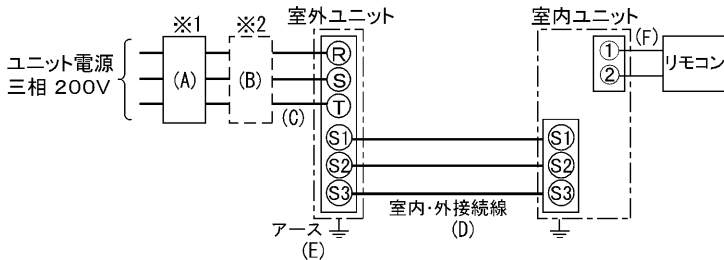 室外ユニット
室内ユニット
※1
※2
ユニット電源
三相 200V
(A)
(B)
(C)
R
S
T
S1
S2
S3
①
②
(F)
リモコン
S1
S2
S3
室内・外接続線
(D)
アース
(E)